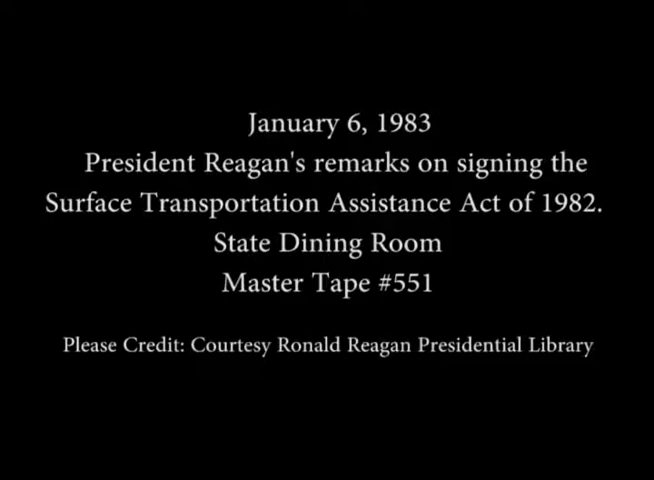 January 6, 1983
President Reagan's remarks on signing the
Surface Transportation Assistance Act of 1982.
State Dining Room
Master Tape #551
Please Credit: Courtesy Ronald Reagan Presidential Library